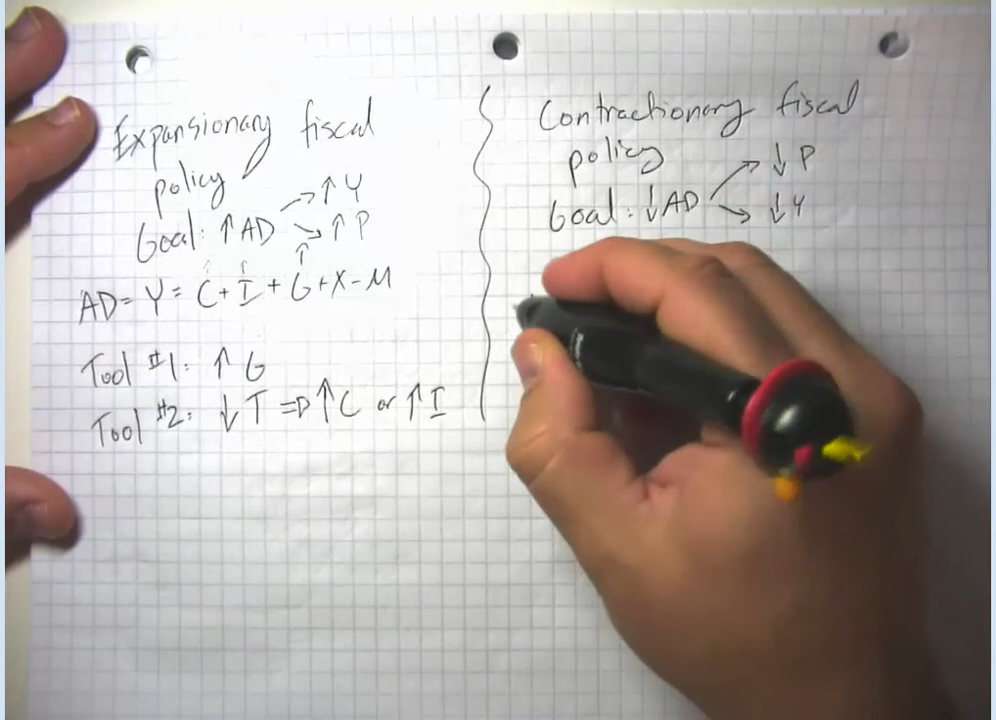 Expansionary fiscal
policy
Goal: ↑ AD → ↑ Y
↘ ↑ P
AD = Y = C + I + G + X - M
Tool #1: ↑ G
Tool #2: ↓ T ⇒ ↑ C or ↑ I
Contractionary fiscal
policy
Goal: ↓ AD ↗ ↓ P
↘ ↓ Y